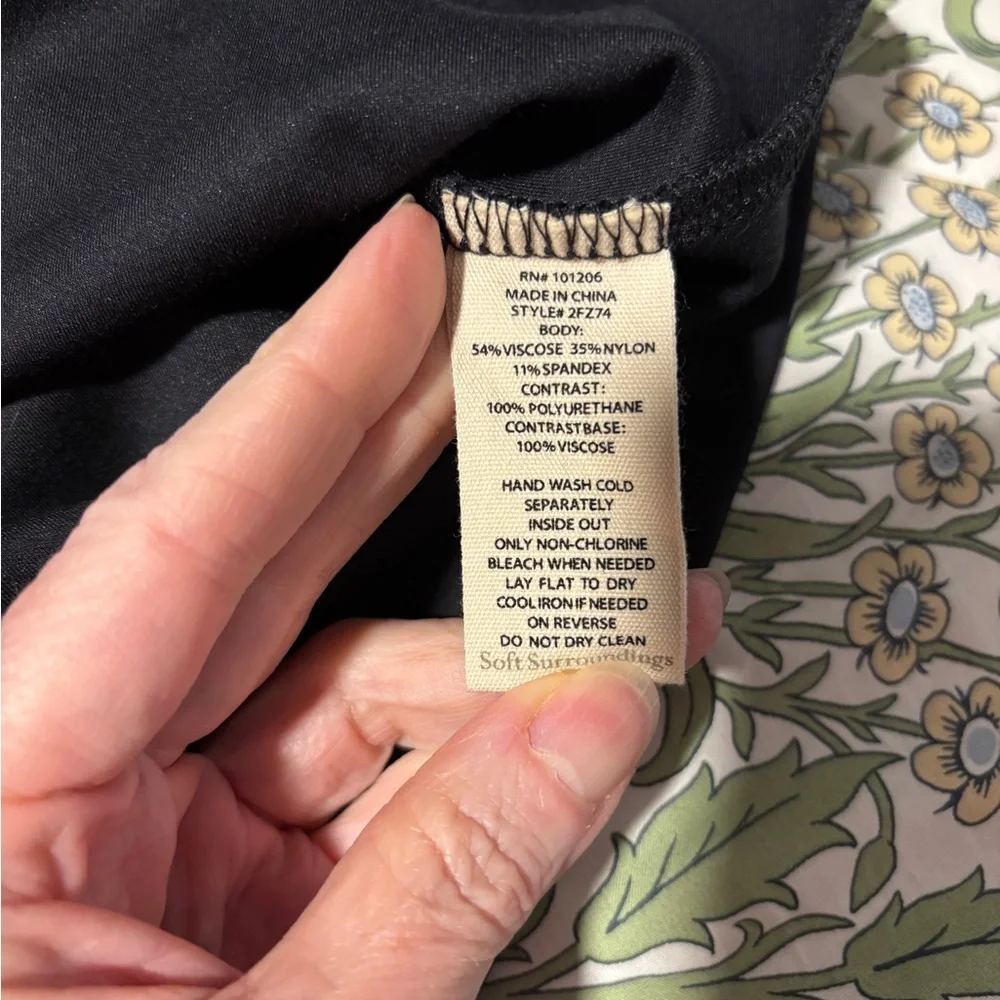 RN# 101206
MADE IN CHINA
STYLE# 2FZ74
BODY:
54%VISCOSE 35%NYLON
11%SPANDEX
CONTRAST:
100% POLYURETHANE
CONTRASTBASE:
100%VISCOSE
HAND WASH COLD
SEPARATELY
INSIDE OUT
ONLY NON-CHLORINE
BLEACH WHEN NEEDED
LAY FLAT TO DRY
COOL IRON IF NEEDED
ON REVERSE
DO NOT DRY CLEAN
Soft Surroundings